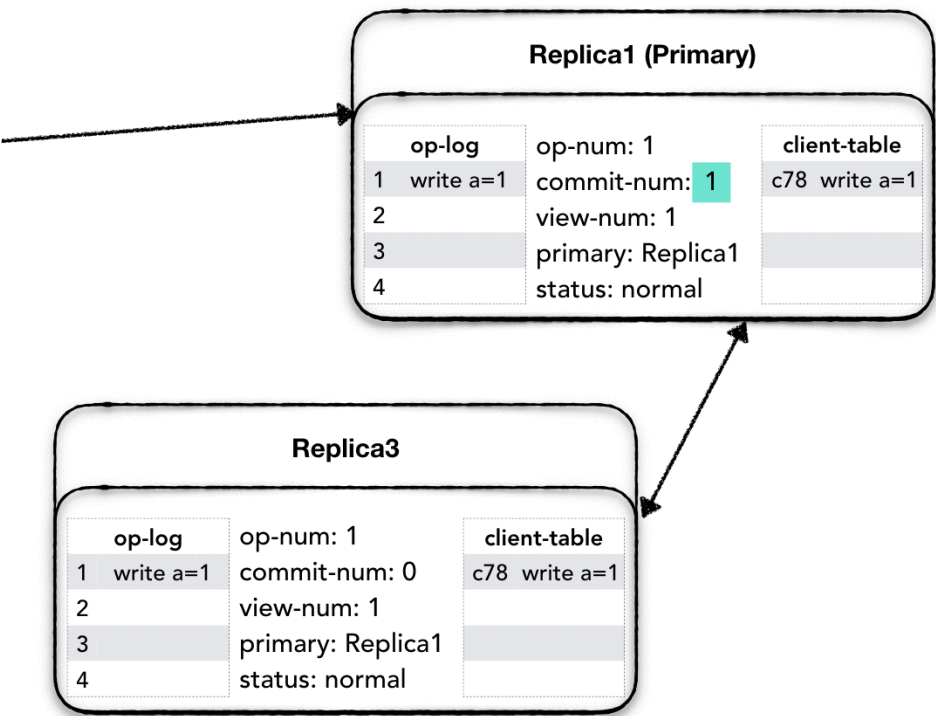 Replica1 (Primary)
op-log
1 write a=1
2
3
4
op-num: 1
commit-num: 1
view-num: 1
primary: Replica1
status: normal
client-table
c78 write a=1
Replica3
op-log
1 write a=1
2
3
4
op-num: 1
commit-num: 0
view-num: 1
primary: Replica1
status: normal
client-table
c78 write a=1